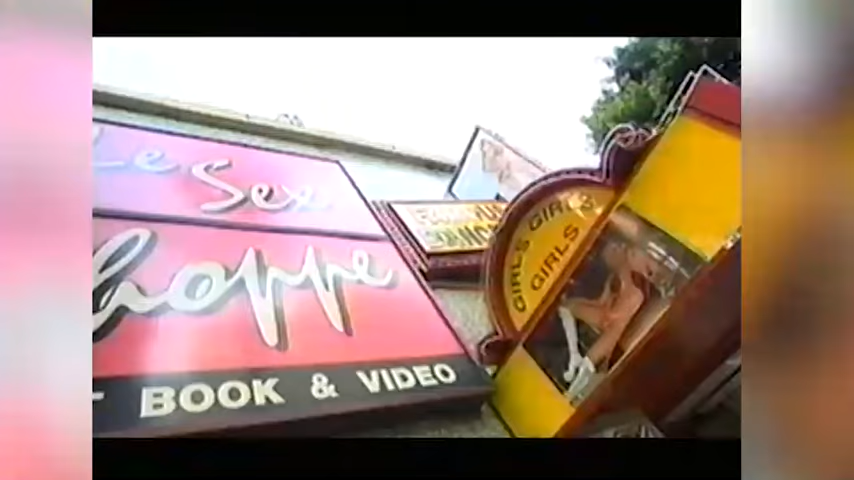 Le Sex
Shoppe
BOOK & VIDEO
GIRLS GIRLS
GIRLS